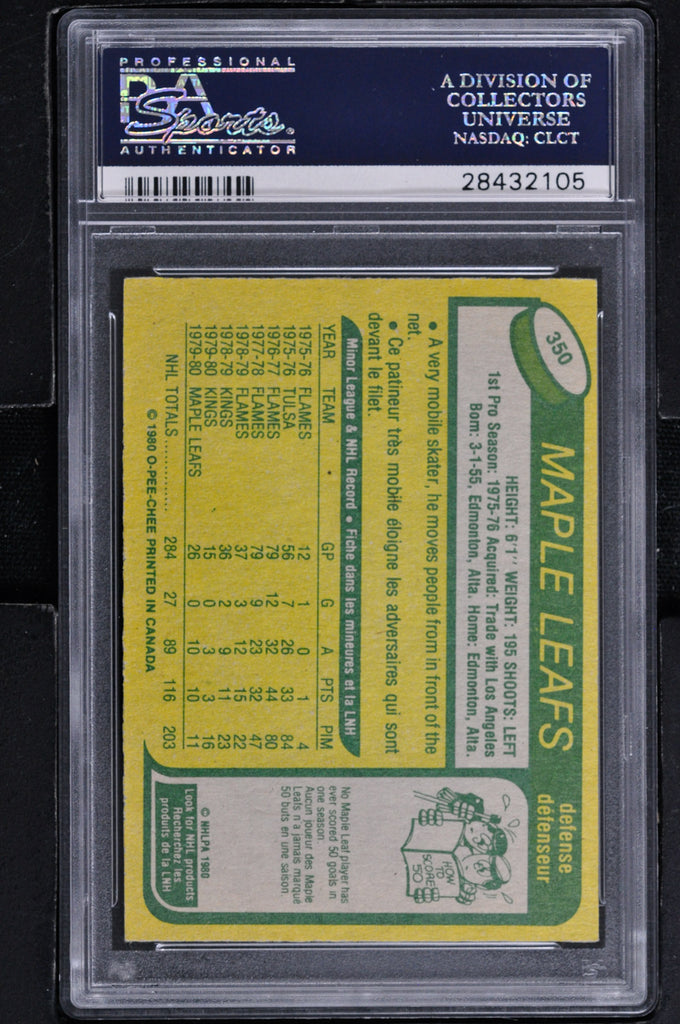 PROFESSIONAL
PSA
Sports
AUTHENTICATOR
A DIVISION OF
COLLECTORS
UNIVERSE
NASDAQ: CLCT
28432105
350
MAPLE LEAFS
defense
défenseur
HEIGHT: 6'1" WEIGHT: 195 SHOOTS: LEFT
1st Pro Season: 1975-76 Acquired: Trade with Los Angeles
Born: 3-1-55, Edmonton, Alta. Home: Edmonton, Alta.
• A very mobile skater, he moves people from in front of the
net.
• Ce patineur très mobile éloigne les adversaires qui sont
devant le filet.
Minor League & NHL Record • Fiche dans les mineures et la LNH
YEAR TEAM GP G A PTS PIM
1975-76 FLAMES 12 1 0 1 4
1975-76 TULSA 56 7 26 33 84
1976-77 FLAMES 79 12 32 44 80
1977-78 FLAMES 79 9 23 32 47
1978-79 FLAMES 37 3 12 15 22
1978-79 KINGS 36 2 9 11 23
1979-80 KINGS 15 0 3 3 16
1979-80 MAPLE LEAFS 26 0 10 10 11
NHL TOTALS ............ 284 27 89 116 203
© 1980 O-PEE-CHEE PRINTED IN CANADA
HOW
TO
SCORE
50
No Maple Leaf player has
ever scored 50 goals in
one season.
Aucun joueur des Maple
Leafs n'a jamais marqué
50 buts en une saison.
© NHLPA 1980
Look for NHL products
Recherchez les
produits de la LNH